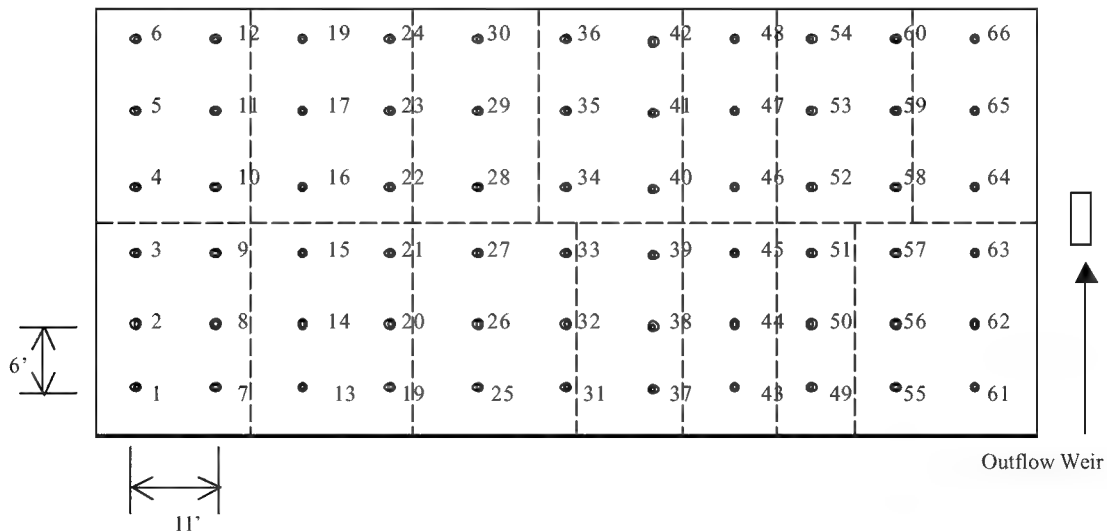 6 12 19 24 30 36 42 48 54 60 66
5 11 17 23 29 35 41 47 53 59 65
4 10 16 22 28 34 40 46 52 58 64
3 9 15 21 27 33 39 45 51 57 63
2 8 14 20 26 32 38 44 50 56 62
6’
1 7 13 19 25 31 37 43 49 55 61
Outflow Weir
11’